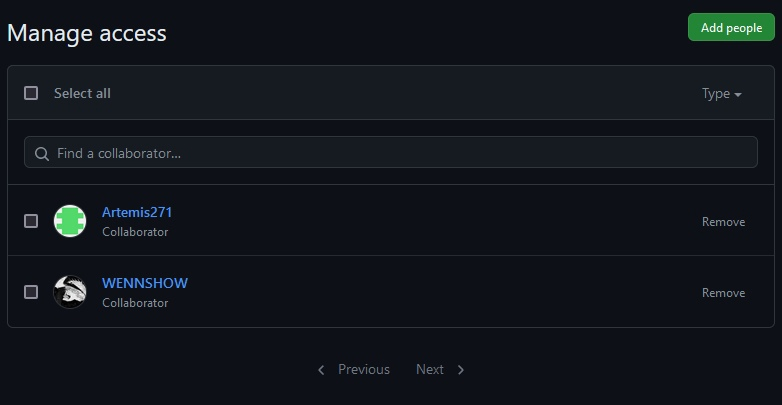 Manage access
Add people
Select all
Type
Find a collaborator...
Artemis271
Collaborator
Remove
WENNSHOW
Collaborator
Remove
Previous
Next